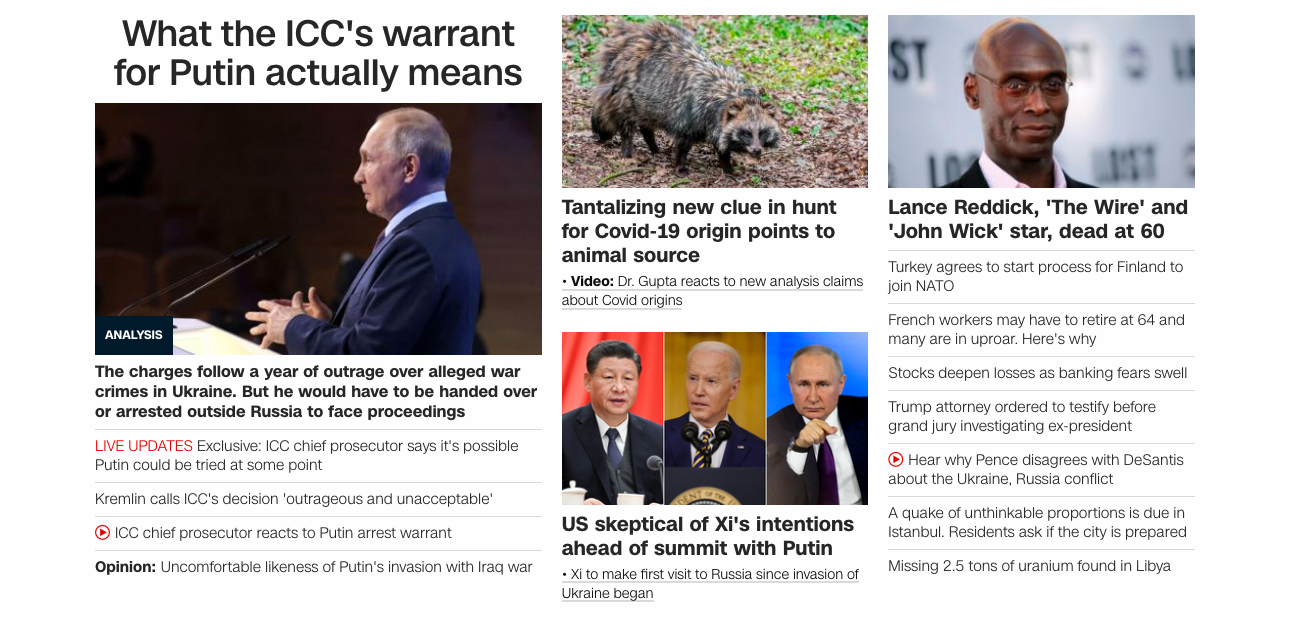 What the ICC's warrant
for Putin actually means
ANALYSIS
The charges follow a year of outrage over alleged war
crimes in Ukraine. But he would have to be handed over
or arrested outside Russia to face proceedings
LIVE UPDATES Exclusive: ICC chief prosecutor says it's possible
Putin could be tried at some point
Kremlin calls ICC's decision 'outrageous and unacceptable'
ICC chief prosecutor reacts to Putin arrest warrant
Opinion: Uncomfortable likeness of Putin's invasion with Iraq war
Tantalizing new clue in hunt
for Covid-19 origin points to
animal source
• Video: Dr. Gupta reacts to new analysis claims
about Covid origins
US skeptical of Xi's intentions
ahead of summit with Putin
• Xi to make first visit to Russia since invasion of
Ukraine began
LOST
LOST
Lance Reddick, 'The Wire' and
'John Wick' star, dead at 60
Turkey agrees to start process for Finland to
join NATO
French workers may have to retire at 64 and
many are in uproar. Here's why
Stocks deepen losses as banking fears swell
Trump attorney ordered to testify before
grand jury investigating ex-president
Hear why Pence disagrees with DeSantis
about the Ukraine, Russia conflict
A quake of unthinkable proportions is due in
Istanbul. Residents ask if the city is prepared
Missing 2.5 tons of uranium found in Libya